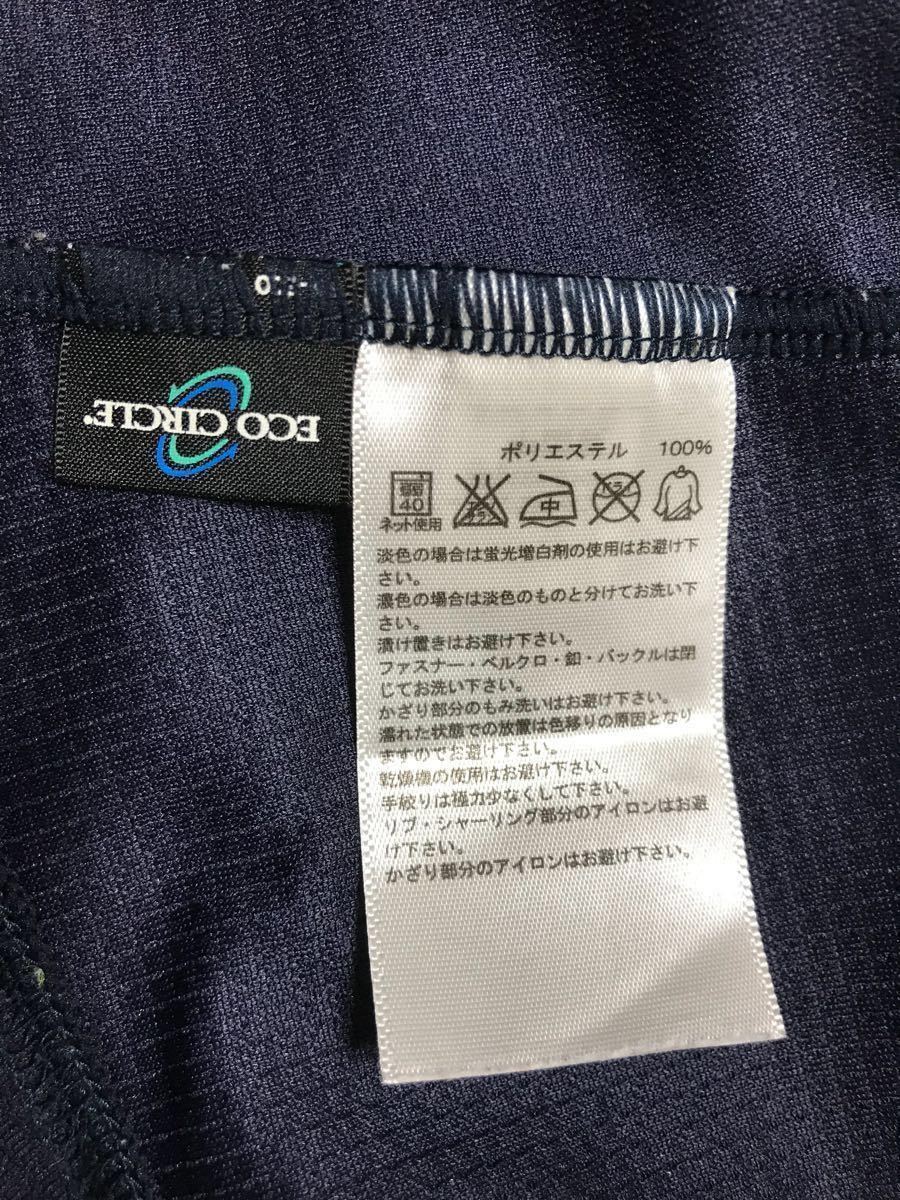 ECO CIRCLE®
ポリエステル 100%
弱
40
中
ネット使用
淡色の場合は蛍光増白剤の使用はお避け下
さい。
濃色の場合は淡色のものと分けてお洗い下
さい。
漬け置きはお避け下さい。
ファスナー・ベルクロ・釦・バックルは閉
じてお洗い下さい。
かざり部分のもみ洗いはお避け下さい。
濡れた状態での放置は色移りの原因となり
ますのでお避け下さい。
乾燥機の使用はお避け下さい。
手絞りは極力少なくして下さい。
リブ・シャーリング部分のアイロンはお避
け下さい。
かざり部分のアイロンはお避け下さい。